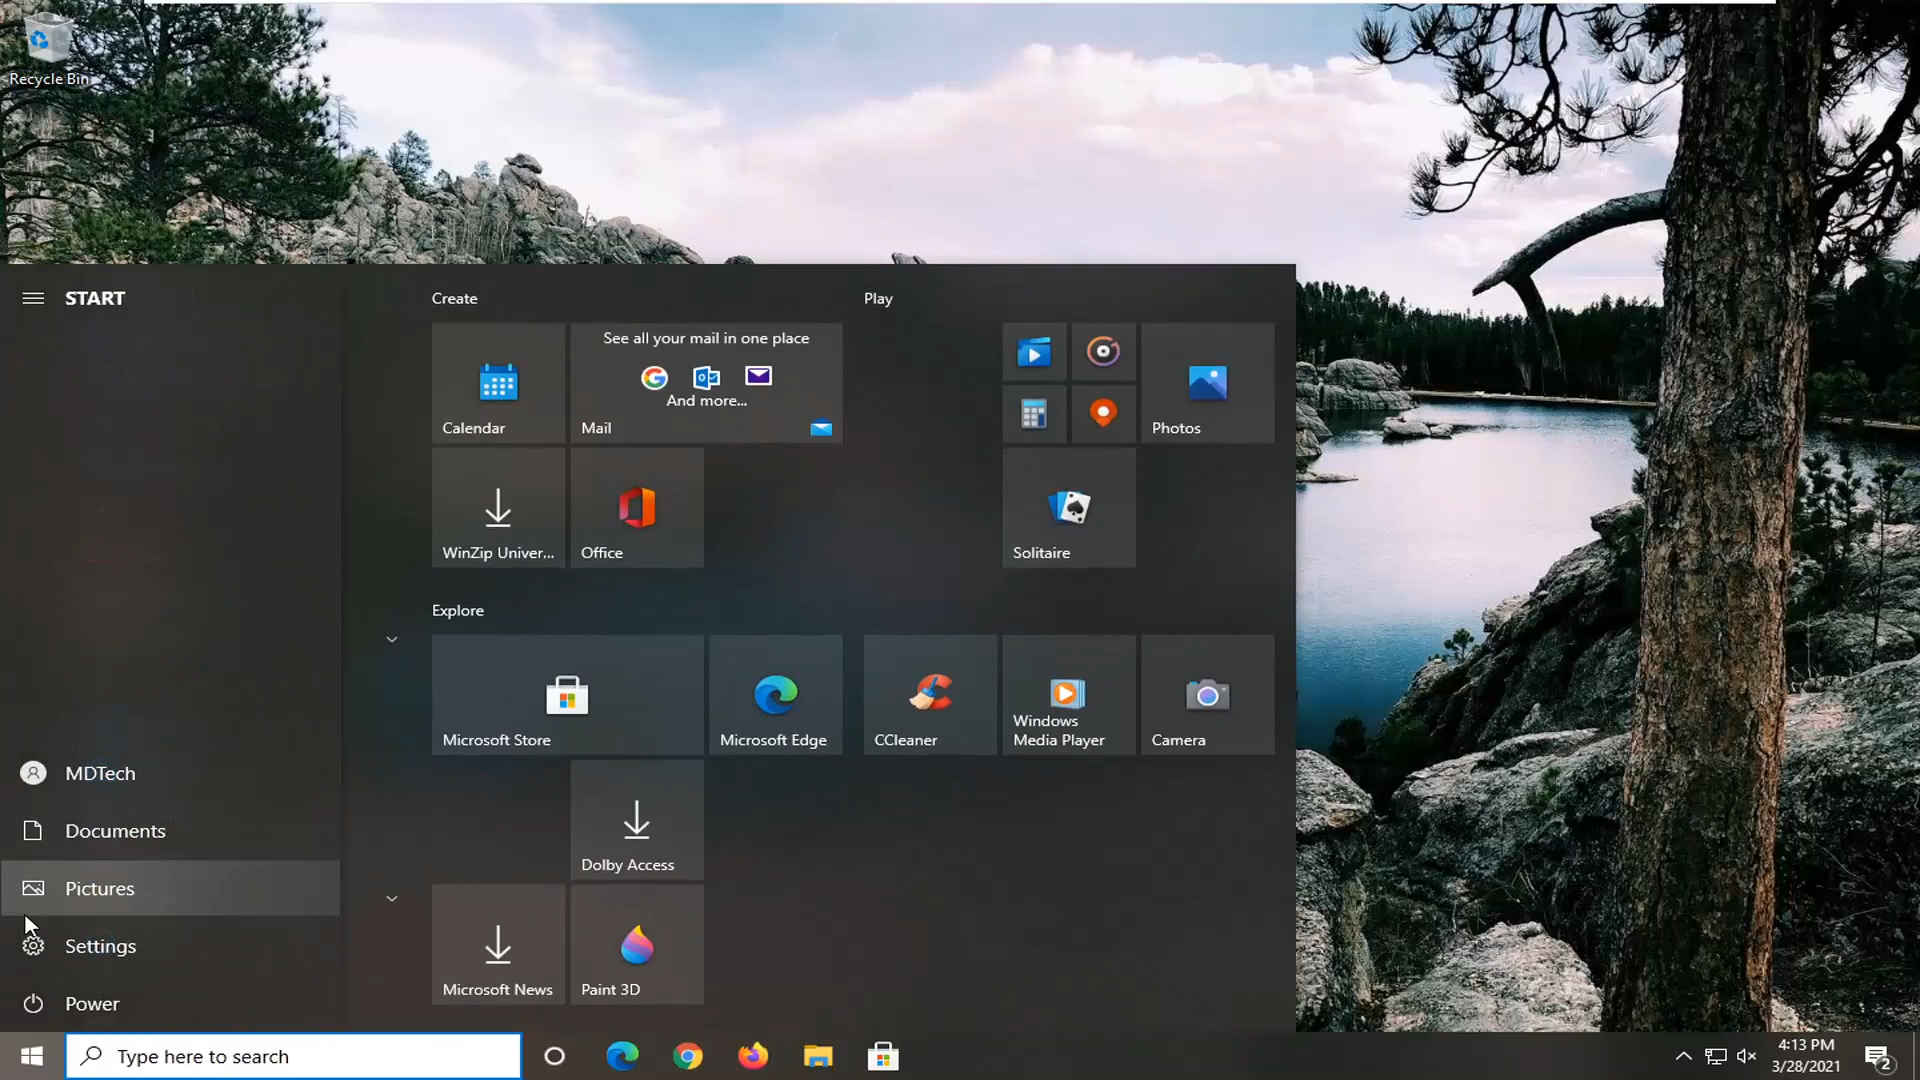 Recycle Bin
START
Create
Play
See all your mail in one place
And more...
Calendar
Mail
Photos
WinZip Univer...
Office
Solitaire
Explore
Microsoft Store
Microsoft Edge
CCleaner
Windows
Media Player
Camera
MDTech
Documents
Dolby Access
Pictures
Settings
Microsoft News
Paint 3D
Power
Type here to search
4:13 PM
3/28/2021
2